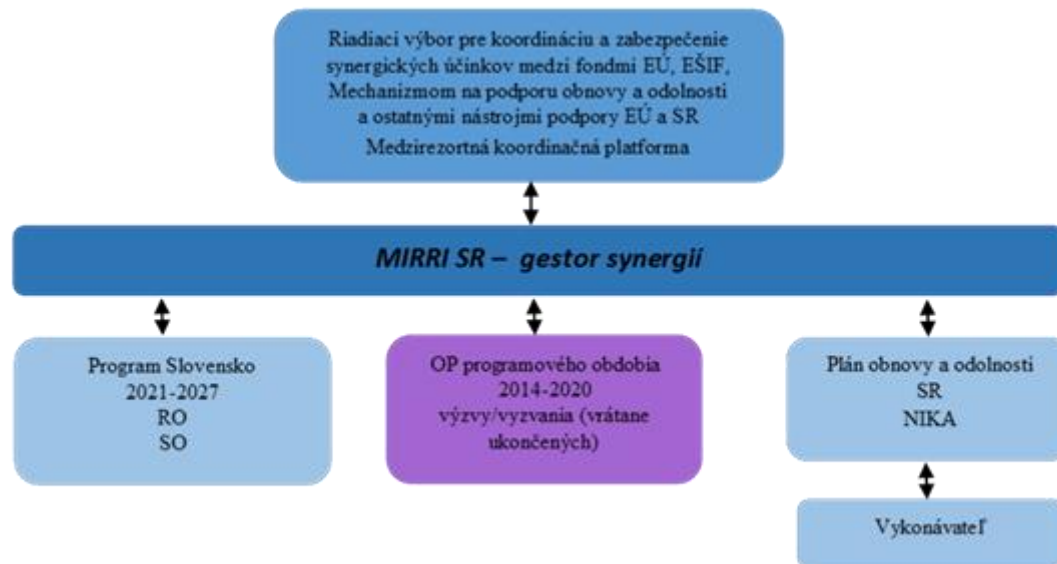 Riadiaci výbor pre koordináciu a zabezpečenie
synergických účinkov medzi fondmi EÚ, EŠIF,
Mechanizmom na podporu obnovy a odolnosti
a ostatnými nástrojmi podpory EÚ a SR
Medzirezortná koordinačná platforma
MIRRI SR – gestor synergií
Program Slovensko
2021-2027
RO
SO
OP programového obdobia
2014-2020
výzvy/vyzvania (vrátane
ukončených)
Plán obnovy a odolnosti
SR
NIKA
Vykonávateľ